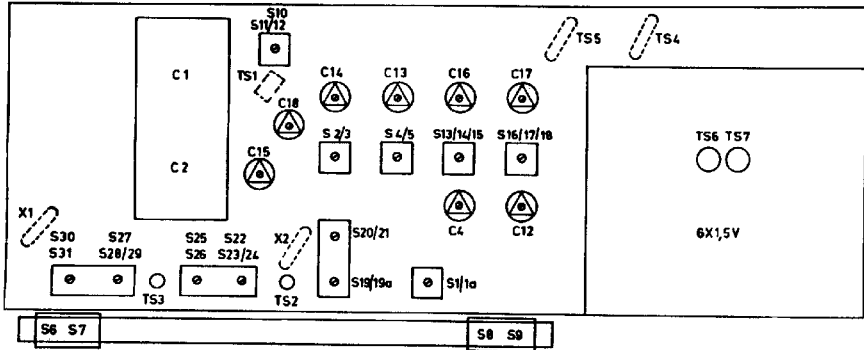 S10
S11/12
TS5
TS4
C1
TS1
C14
C13
C16
C17
C18
S2/3
S4/5
S13/14/15
S16/17/18
TS6 TS7
C15
C2
X1
C4
C12
6X1,5V
S30
S27
S25
S22
X2
S20/21
S31
S28/29
S26
S23/24
S19/19a
S1/1a
TS3
TS2
S6 S7
S8 S9